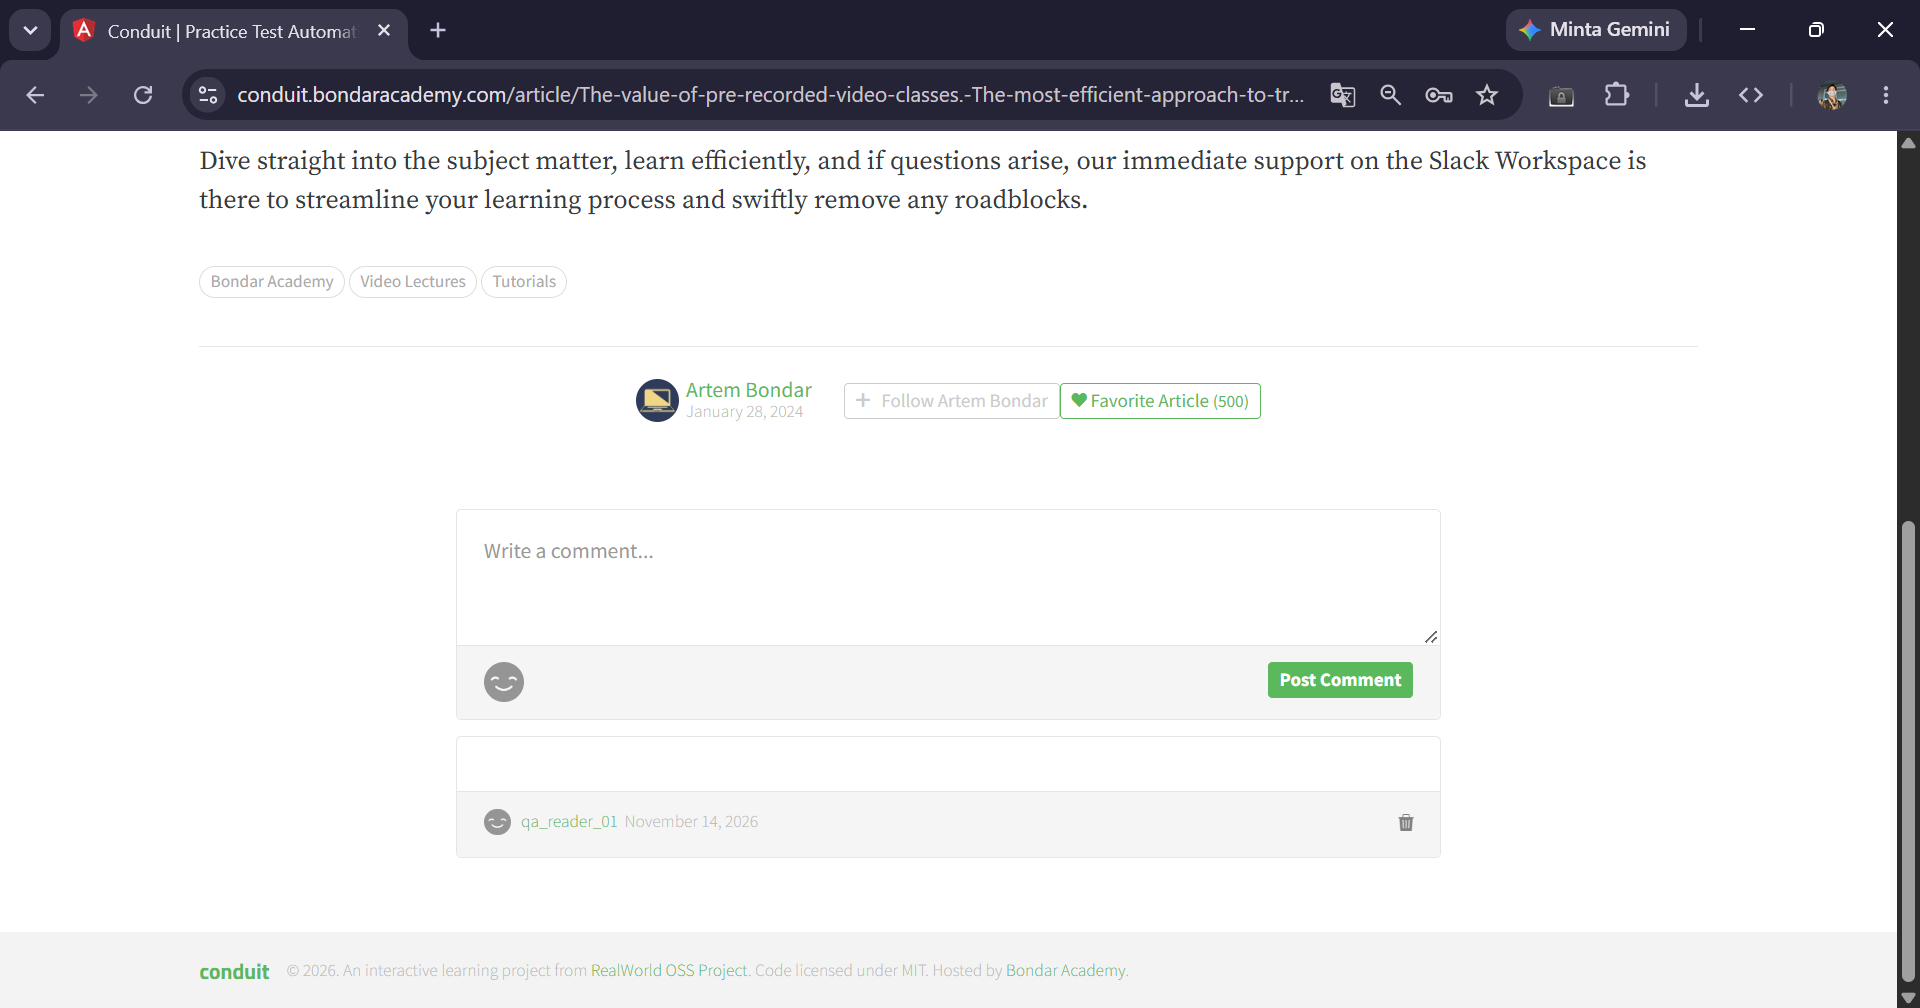 Conduit | Practice Test Automat
Minta Gemini
conduit.bondaracademy.com/article/The-value-of-pre-recorded-video-classes.-The-most-efficient-approach-to-tr...
Dive straight into the subject matter, learn efficiently, and if questions arise, our immediate support on the Slack Workspace is
there to streamline your learning process and swiftly remove any roadblocks.
Bondar Academy Video Lectures Tutorials
Artem Bondar
January 28, 2024
Follow Artem Bondar Favorite Article (500)
Write a comment...
Post Comment
qa_reader_01 November 14, 2026
conduit © 2026. An interactive learning project from RealWorld OSS Project. Code licensed under MIT. Hosted by Bondar Academy.